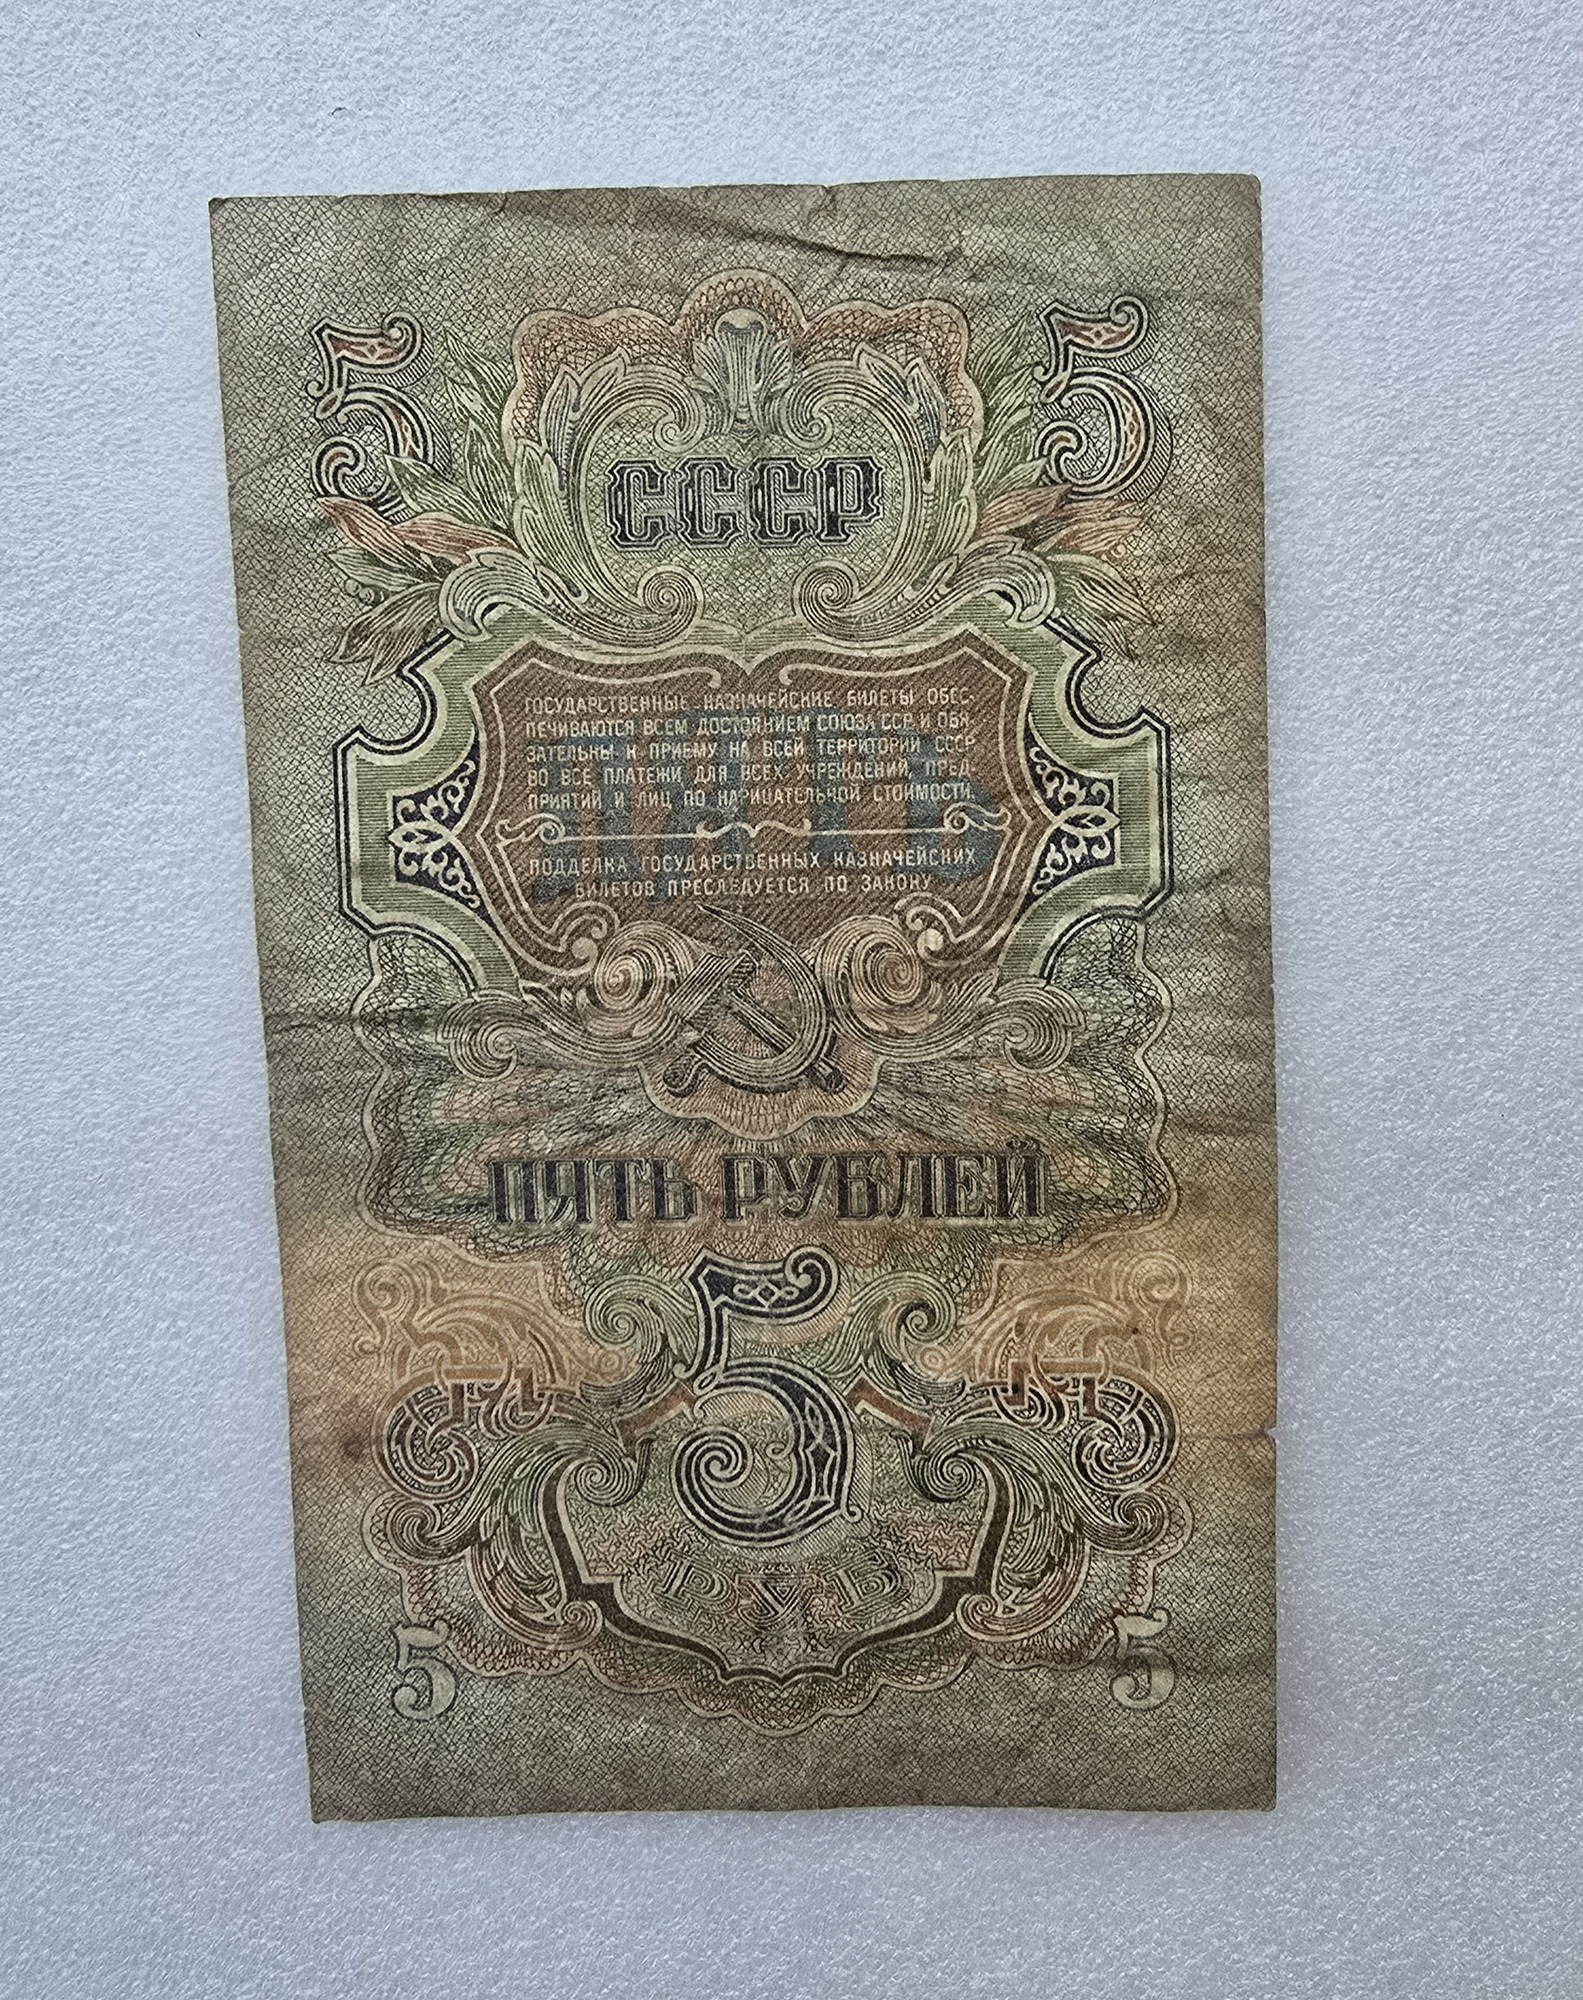 5 5
СССР
ГОСУДАРСТВЕННЫЕ КАЗНАЧЕЙСКИЕ БИЛЕТЫ ОБЕС-
ПЕЧИВАЮТСЯ ВСЕМ ДОСТОЯНИЕМ СОЮЗА ССР И ОБЯ-
ЗАТЕЛЬНЫ К ПРИЕМУ НА ВСЕЙ ТЕРРИТОРИИ СССР
ВО ВСЕ ПЛАТЕЖИ ДЛЯ ВСЕХ УЧРЕЖДЕНИЙ, ПРЕД-
ПРИЯТИЙ И ЛИЦ ПО НАРИЦАТЕЛЬНОЙ СТОИМОСТИ.
ПОДДЕЛКА ГОСУДАРСТВЕННЫХ КАЗНАЧЕЙСКИХ
БИЛЕТОВ ПРЕСЛЕДУЕТСЯ ПО ЗАКОНУ
ПЯТЬ РУБЛЕЙ
5
РУБ
5 5